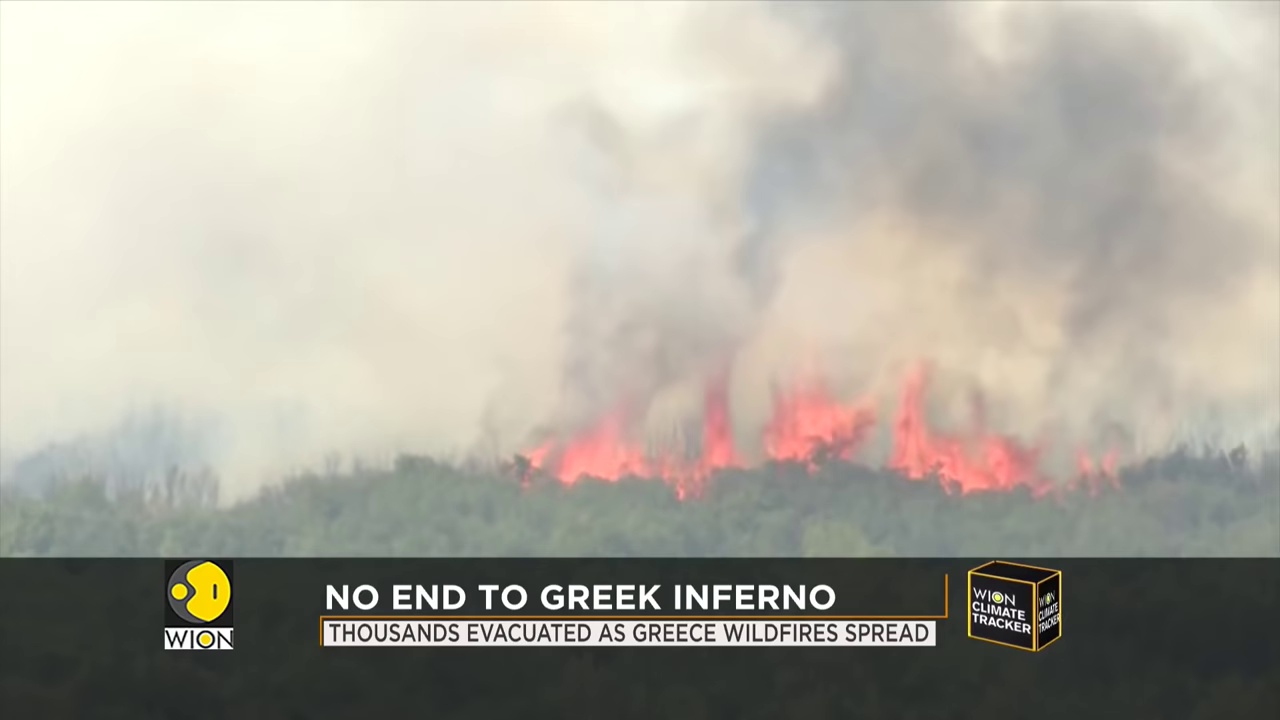 NO END TO GREEK INFERNO
THOUSANDS EVACUATED AS GREECE WILDFIRES SPREAD
WION
WION
CLIMATE
TRACKER
WION
CLIMATE
TRACKER